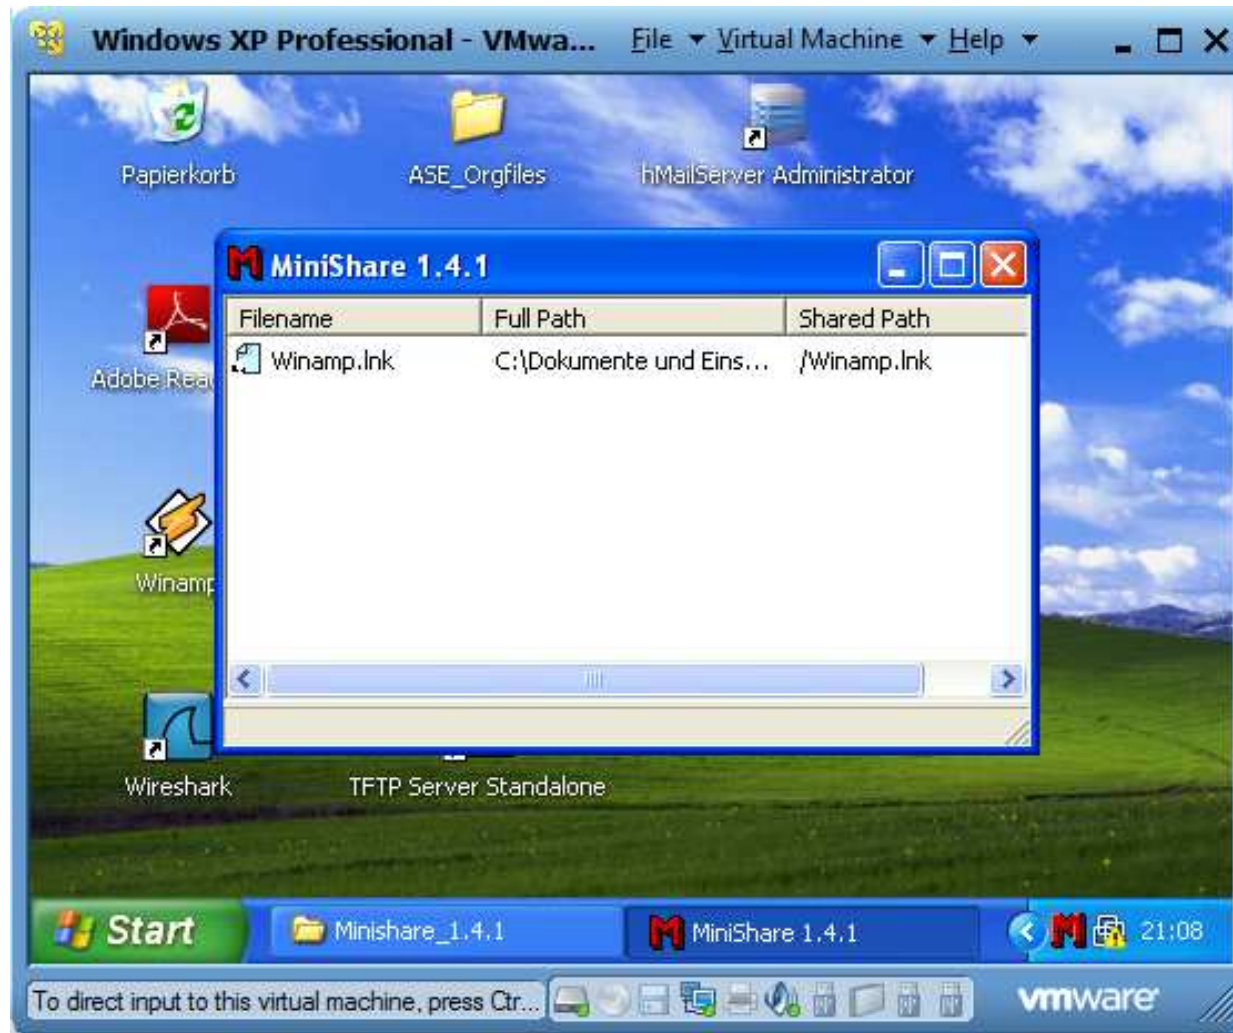 Windows XP Professional - VMwa... File Virtual Machine Help
Papierkorb ASE_Orgfiles hMailServer Administrator
MiniShare 1.4.1
Filename Full Path Shared Path
Winamp.lnk C:\Dokumente und Eins... /Winamp.lnk
Adobe Rea
Winamp
Wireshark TFTP Server Standalone
Start Minishare_1.4.1 MiniShare 1.4.1 21:08
To direct input to this virtual machine, press Ctr... vmware